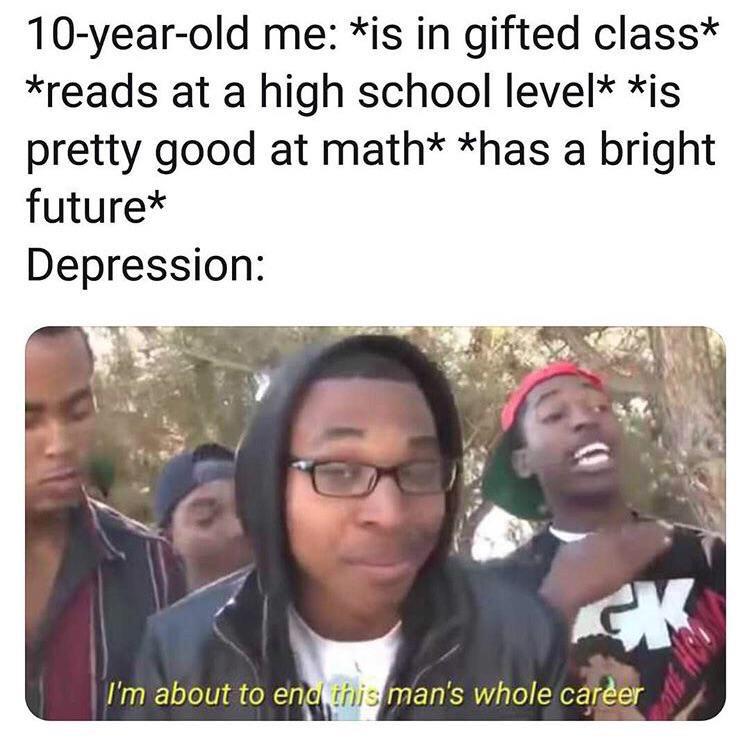 10-year-old me: *is in gifted class*
*reads at a high school level* *is
pretty good at math* *has a bright
future*
Depression:
GK
I'm about to end this man's whole career